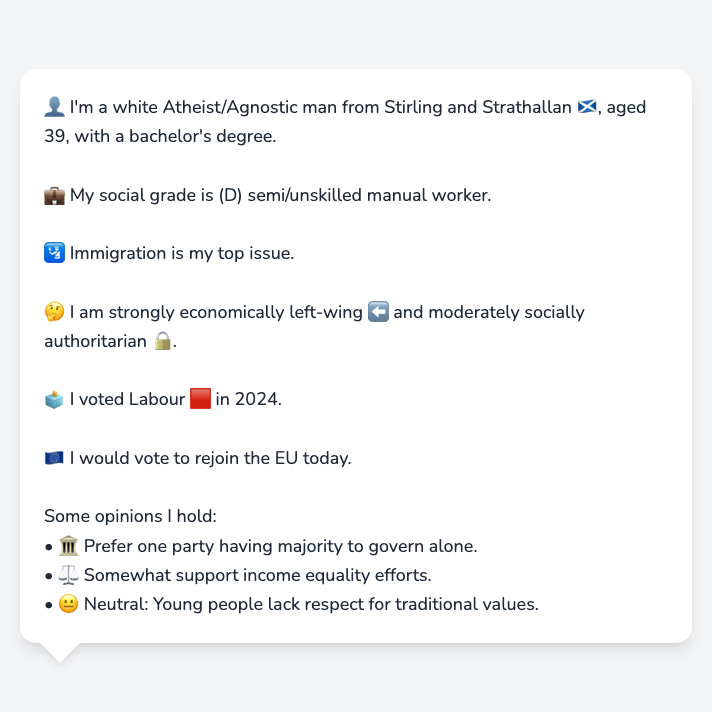 👤 I'm a white Atheist/Agnostic man from Stirling and Strathallan 🏴󠁧󠁢󠁳󠁣󠁴󠁿, aged
39, with a bachelor's degree.
💼 My social grade is (D) semi/unskilled manual worker.
🛂 Immigration is my top issue.
🤔 I am strongly economically left-wing ⬅️ and moderately socially
authoritarian 🔒.
🗳️ I voted Labour 🟥 in 2024.
🇪🇺 I would vote to rejoin the EU today.
Some opinions I hold:
• 🏛️ Prefer one party having majority to govern alone.
• ⚖️ Somewhat support income equality efforts.
• 😐 Neutral: Young people lack respect for traditional values.